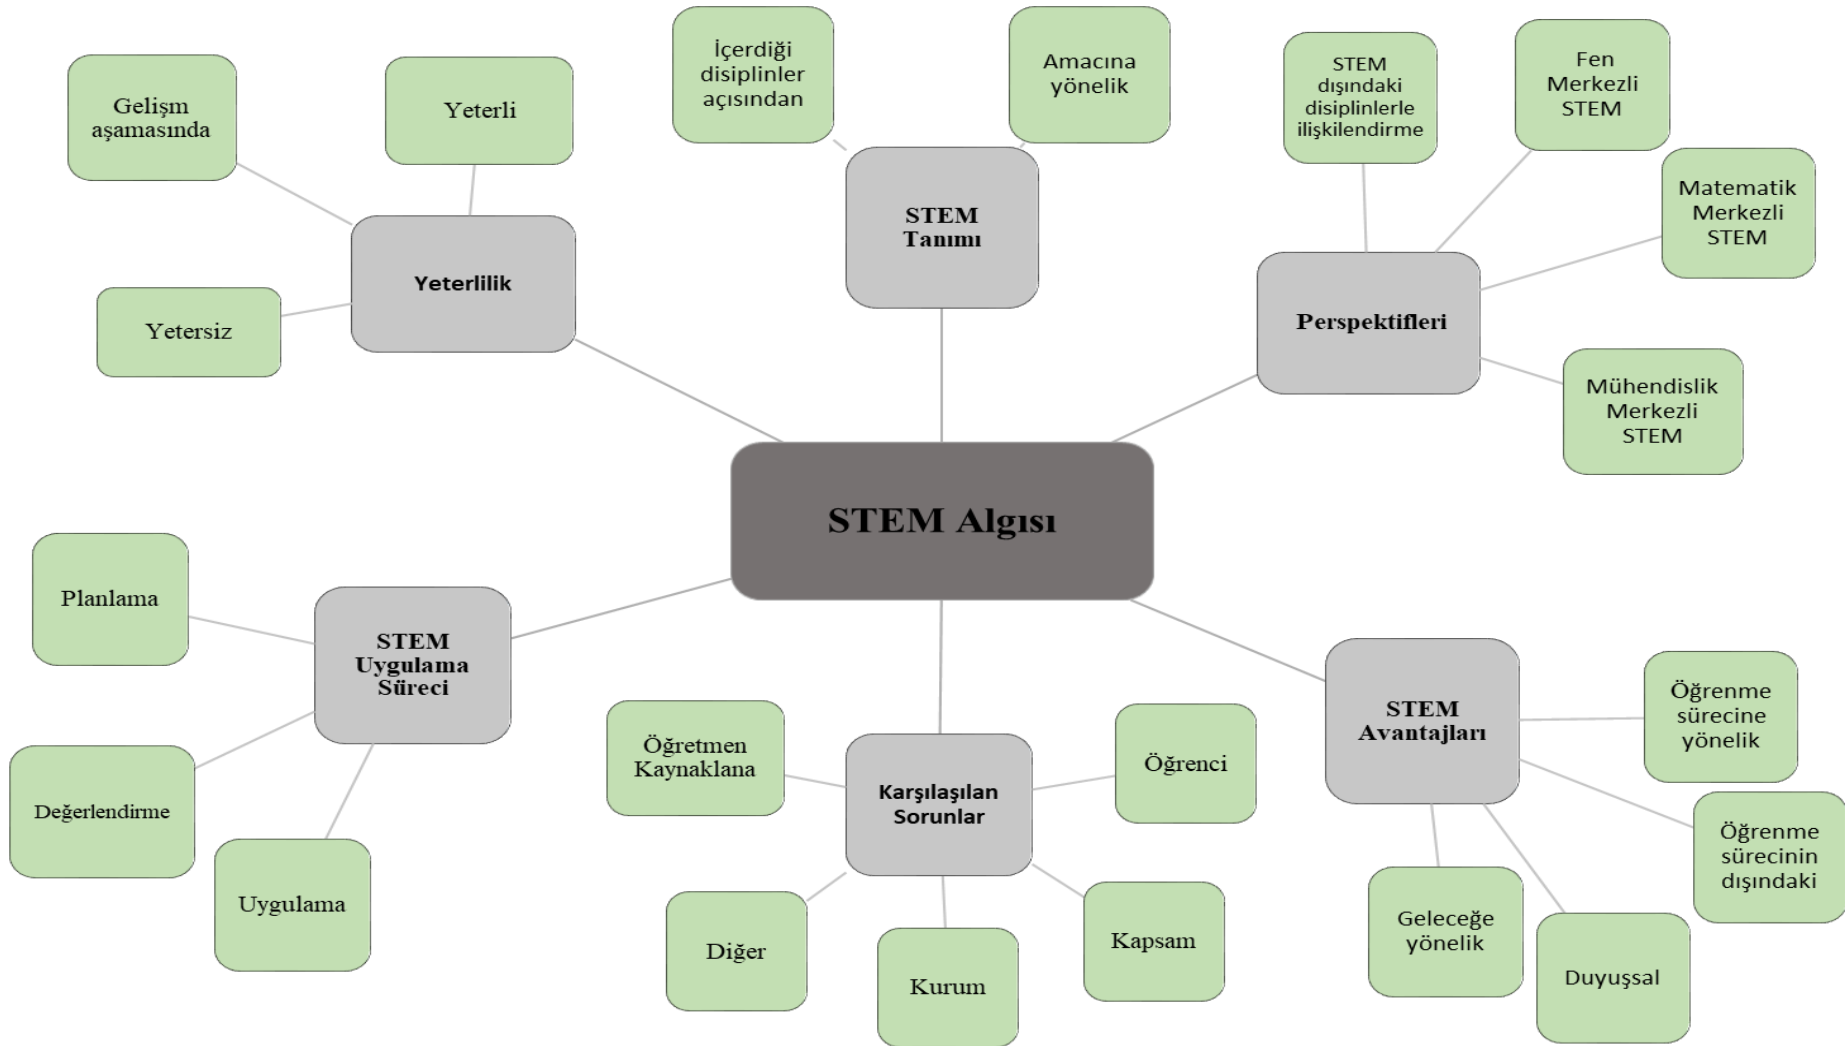 Gelişm
aşamasında
Yeterli
Yetersiz
Yeterlilik
İçerdiği
disiplinler
açısından
Amacına
yönelik
STEM
Tanımı
STEM
dışındaki
disiplinlerle
ilişkilendirme
Fen
Merkezli
STEM
Matematik
Merkezli
STEM
Mühendislik
Merkezli
STEM
Perspektifleri
STEM Algısı
Planlama
Değerlendirme
Uygulama
STEM
Uygulama
Süreci
Öğretmen
Kaynaklana
Öğrenci
Karşılaşılan
Sorunlar
Diğer
Kurum
Kapsam
STEM
Avantajları
Öğrenme
sürecine
yönelik
Öğrenme
sürecinin
dışındaki
Geleceğe
yönelik
Duyuşsal